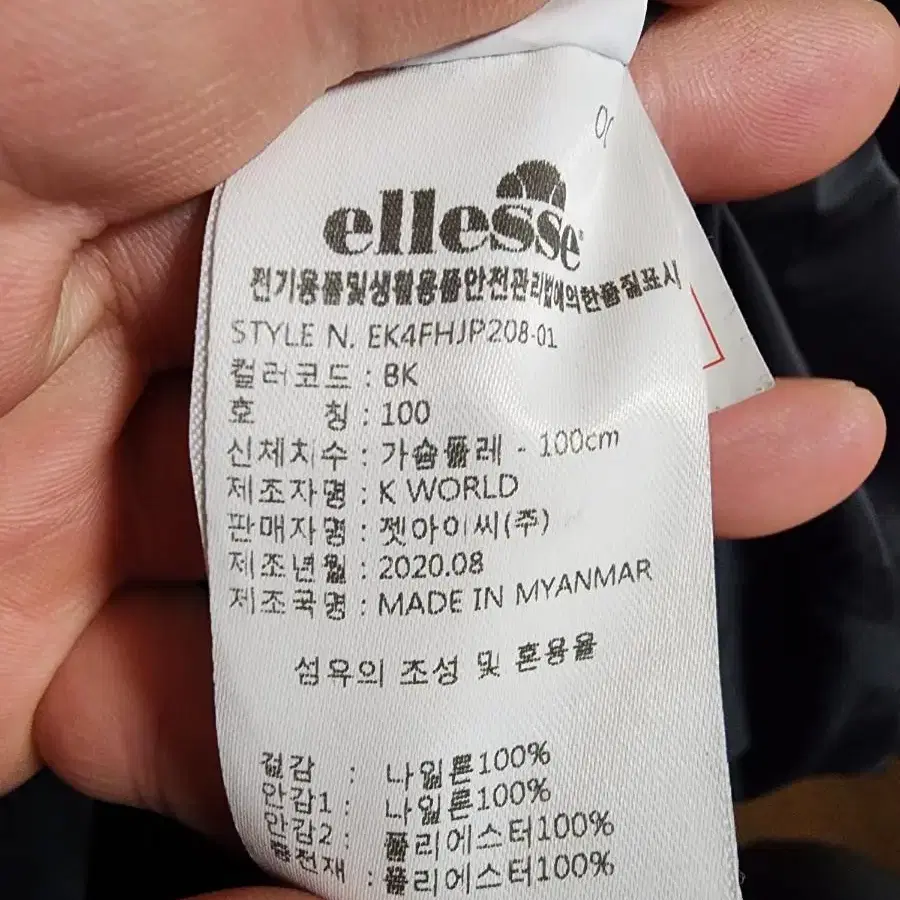 ellesse
전기용품및생활용품안전관리법에의한품질표시
STYLE N. EK4FHJP208-01
컬러코드 : BK
호 칭 : 100
신체치수 : 가슴둘레 - 100cm
제조자명 : K WORLD
판매자명 : 젯아이씨(주)
제조년월 : 2020.08
제조국명 : MADE IN MYANMAR
섬유의 조성 및 혼용율
겉감 : 나일론100%
안감1 : 나일론100%
안감2 : 폴리에스터100%
충전재 : 폴리에스터100%